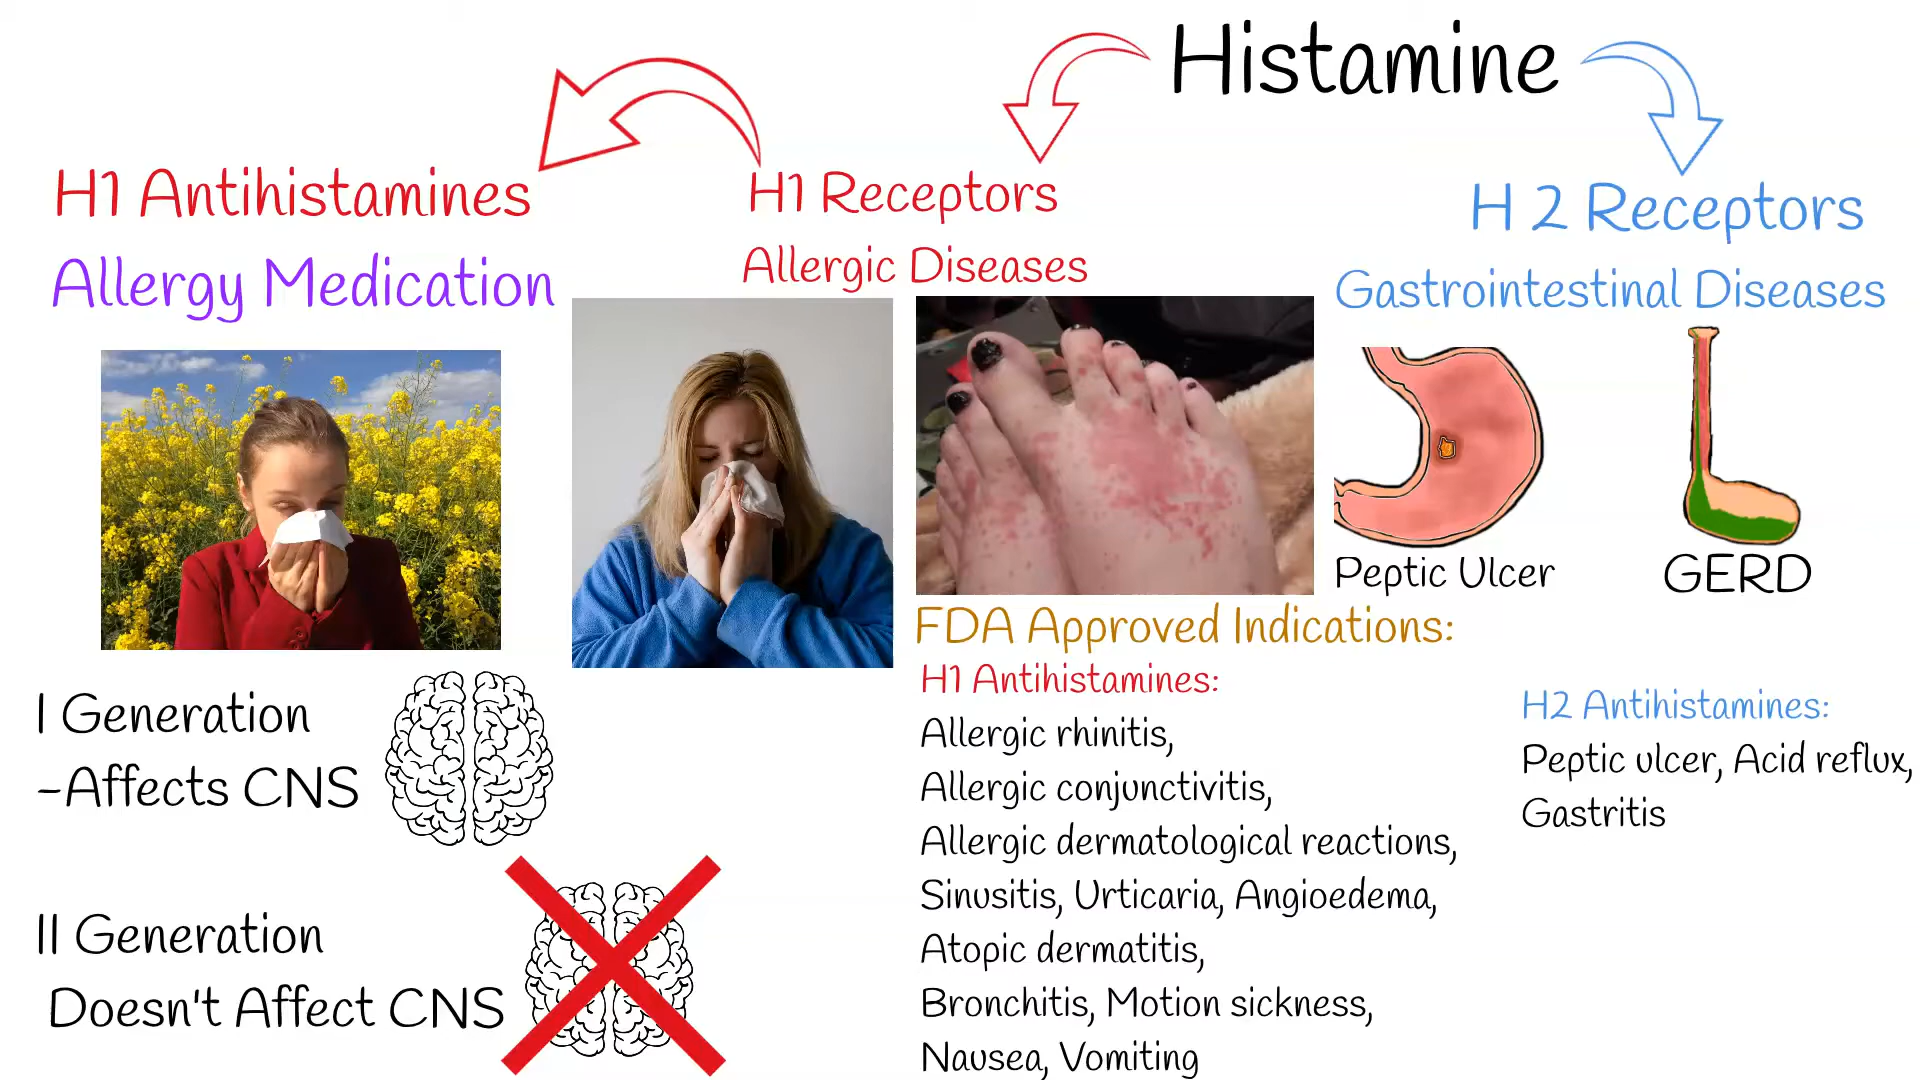 Histamine
H1 Antihistamines
Allergy Medication
H1 Receptors
Allergic Diseases
H 2 Receptors
Gastrointestinal Diseases
Peptic Ulcer
GERD
I Generation
-Affects CNS
II Generation
Doesn't Affect CNS
FDA Approved Indications:
H1 Antihistamines:
Allergic rhinitis,
Allergic conjunctivitis,
Allergic dermatological reactions,
Sinusitis, Urticaria, Angioedema,
Atopic dermatitis,
Bronchitis, Motion sickness,
Nausea, Vomiting
H2 Antihistamines:
Peptic ulcer, Acid reflux,
Gastritis